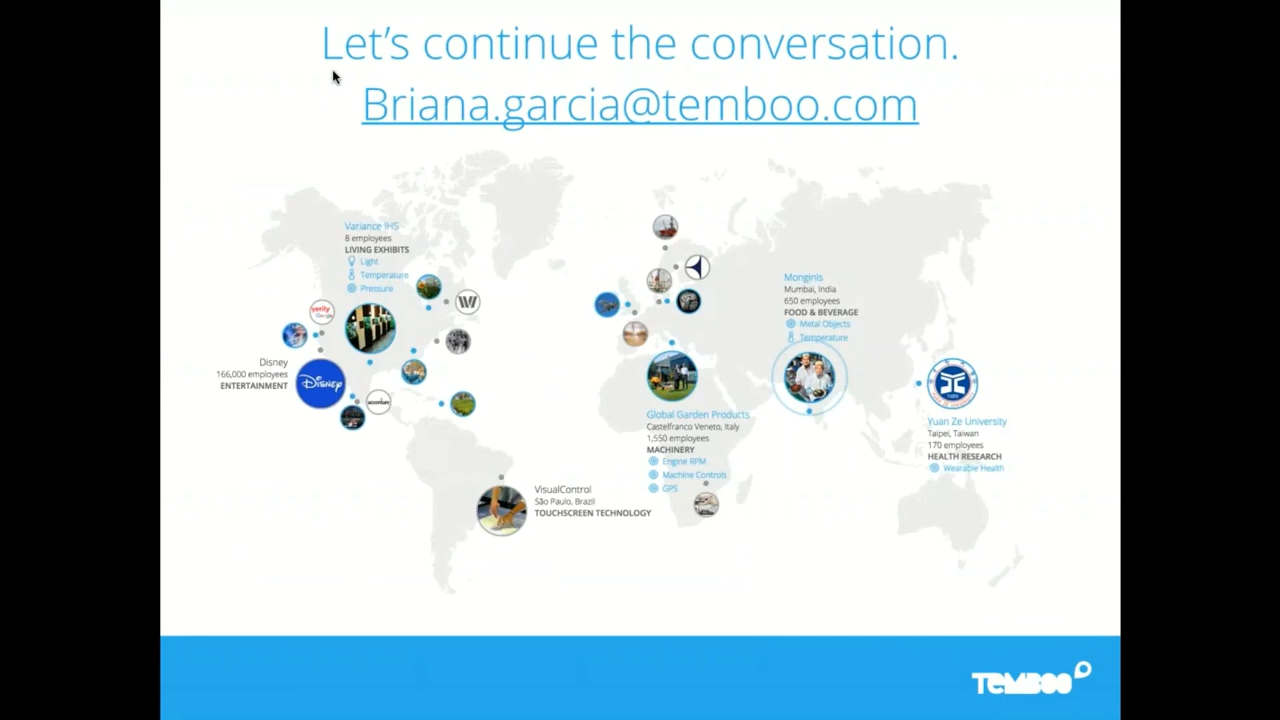 Let's continue the conversation.
Briana.garcia@temboo.com
Variance IHS
8 employees
LIVING EXHIBITS
Light
Temperature
Pressure
verity
Disney
166,000 employees
ENTERTAINMENT
Disney
accenture
W
VisualControl
São Paulo, Brazil
TOUCHSCREEN TECHNOLOGY
Global Garden Products
Castelfranco Veneto, Italy
1,550 employees
MACHINERY
Engine RPM
Machine Controls
GPS
Monginis
Mumbai, India
650 employees
FOOD & BEVERAGE
Metal Objects
Temperature
Yuan Ze University
Taipei, Taiwan
170 employees
HEALTH RESEARCH
Wearable Health
TEMBOO